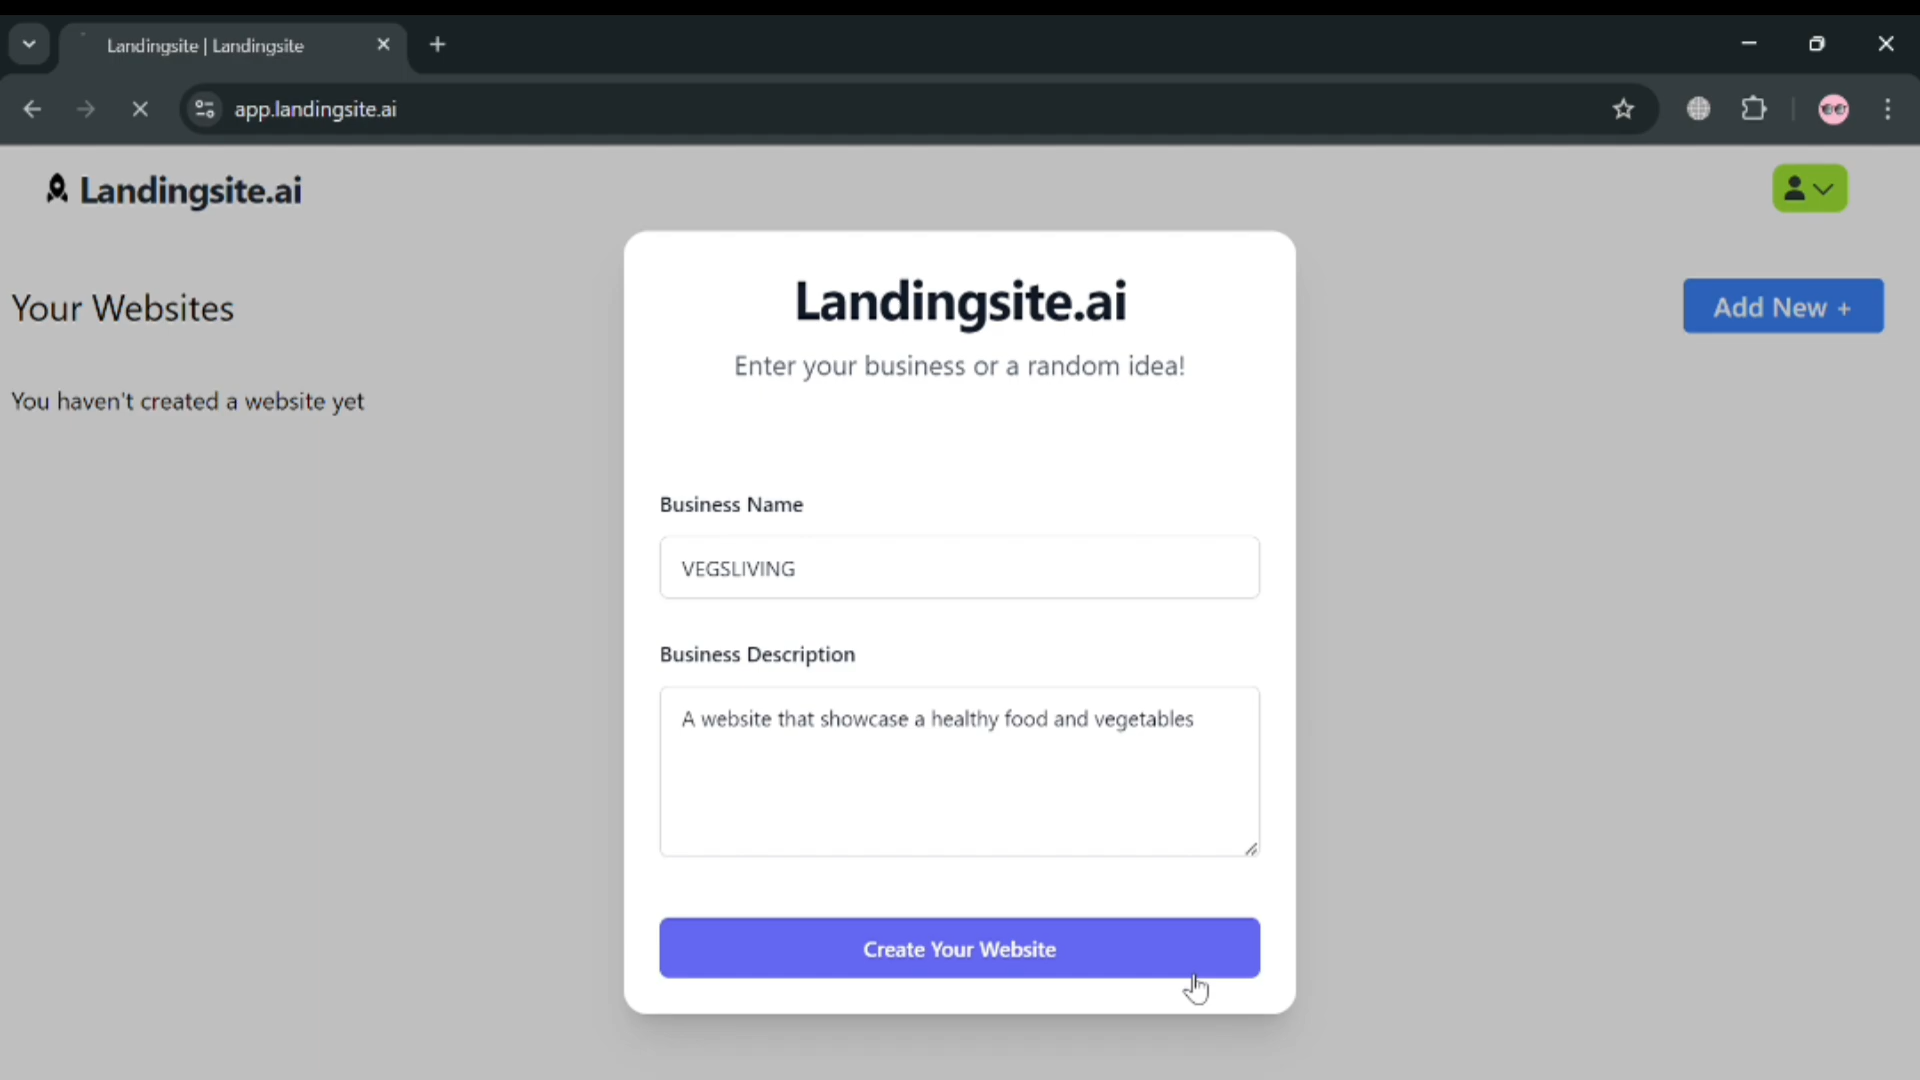 Landingsite | Landingsite
app.landingsite.ai
Landingsite.ai
Your Websites
Add New +
You haven't created a website yet
Landingsite.ai
Enter your business or a random idea!
Business Name
VEGSLIVING
Business Description
A website that showcase a healthy food and vegetables
Create Your Website